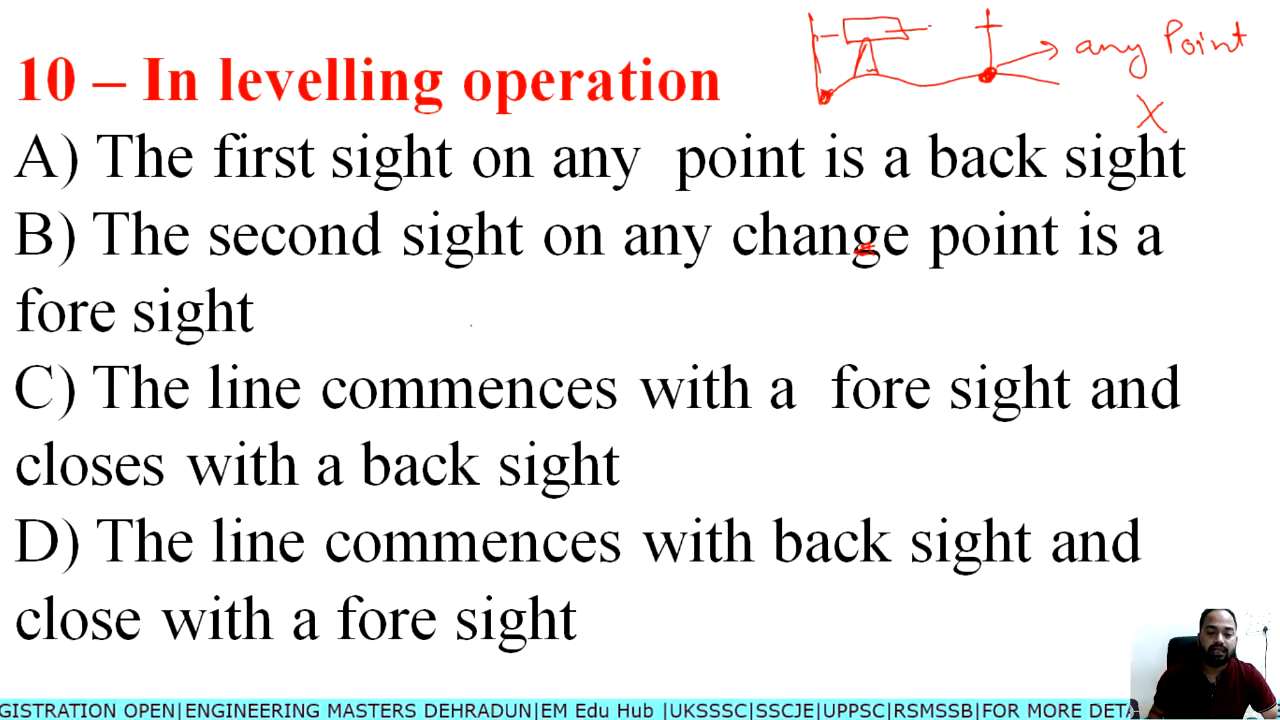 any Point
10 – In levelling operation
X
A) The first sight on any point is a back sight
B) The second sight on any change point is a
fore sight
C) The line commences with a fore sight and
closes with a back sight
D) The line commences with back sight and
close with a fore sight
GISTRATION OPEN|ENGINEERING MASTERS DEHRADUN|EM Edu Hub |UKSSSC|SSCJE|UPPSC|RSMSSB|FOR MORE DETA